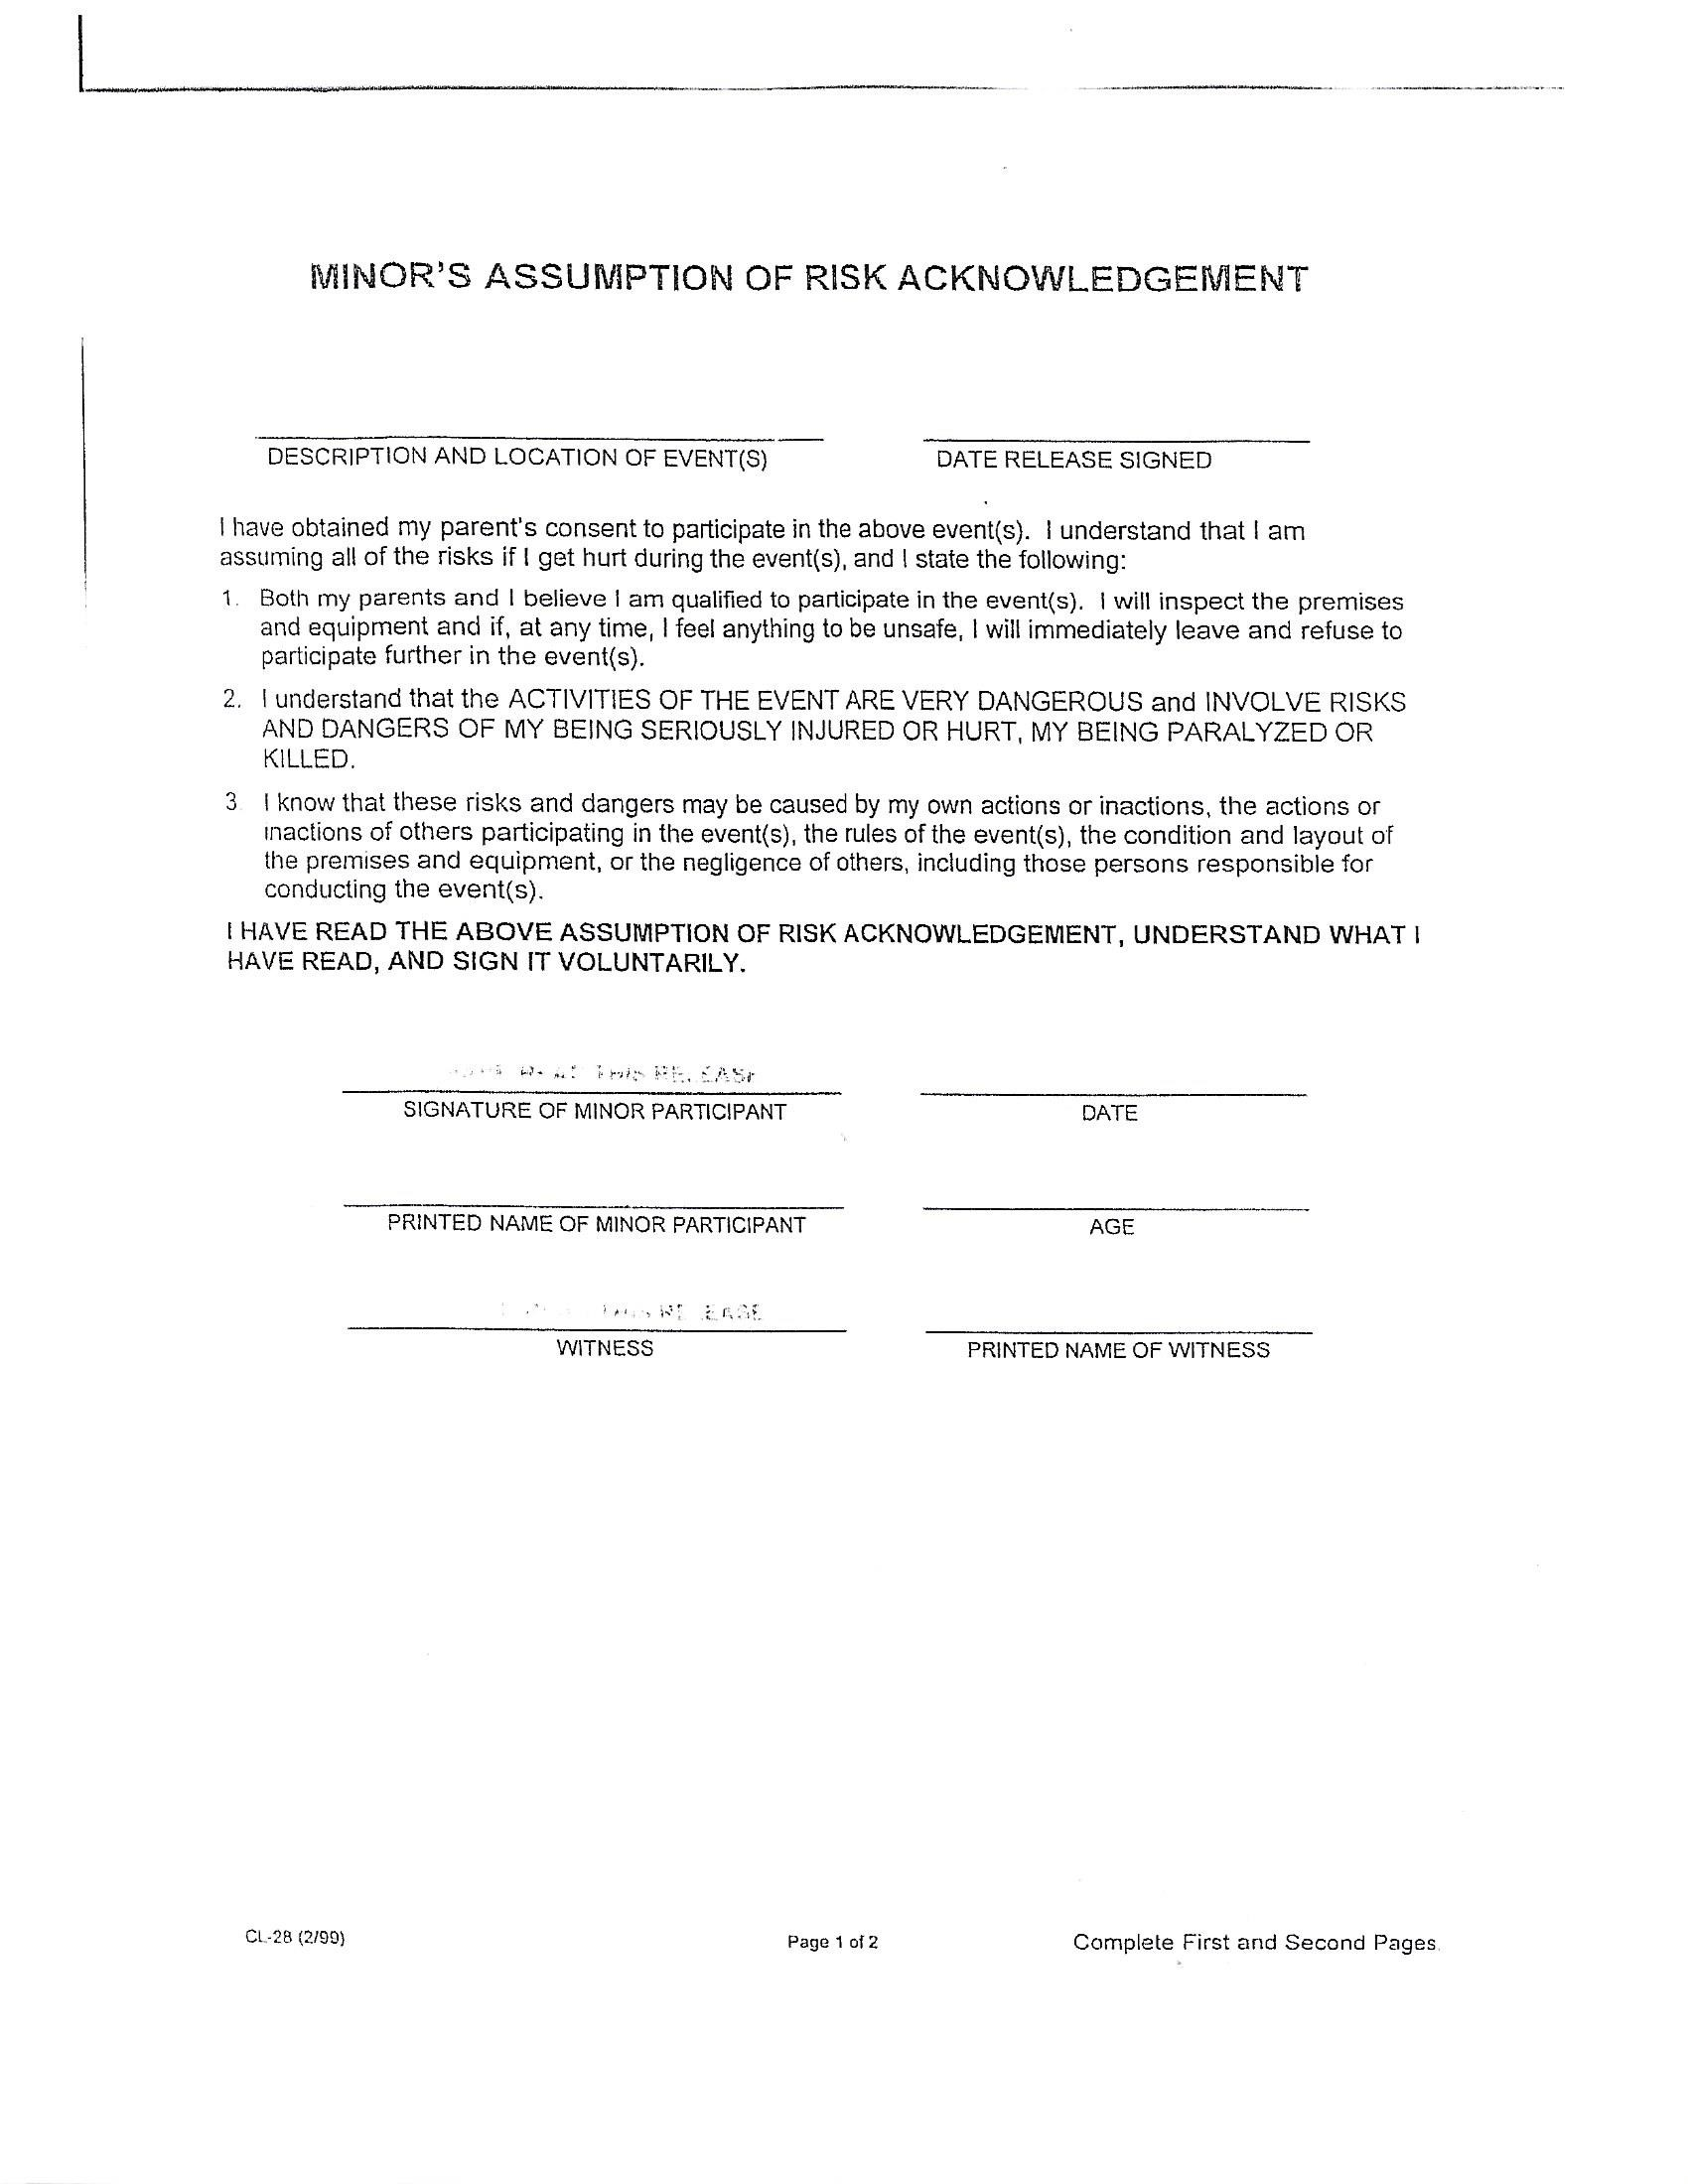 MINOR'S ASSUMPTION OF RISK ACKNOWLEDGEMENT
DESCRIPTION AND LOCATION OF EVENT(S) DATE RELEASE SIGNED
I have obtained my parent's consent to participate in the above event(s). I understand that I am
assuming all of the risks if I get hurt during the event(s), and I state the following:
1. Both my parents and I believe I am qualified to participate in the event(s). I will inspect the premises
and equipment and if, at any time, I feel anything to be unsafe, I will immediately leave and refuse to
participate further in the event(s).
2. I understand that the ACTIVITIES OF THE EVENT ARE VERY DANGEROUS and INVOLVE RISKS
AND DANGERS OF MY BEING SERIOUSLY INJURED OR HURT, MY BEING PARALYZED OR
KILLED.
3 I know that these risks and dangers may be caused by my own actions or inactions, the actions or
inactions of others participating in the event(s), the rules of the event(s), the condition and layout of
the premises and equipment, or the negligence of others, including those persons responsible for
conducting the event(s).
I HAVE READ THE ABOVE ASSUMPTION OF RISK ACKNOWLEDGEMENT, UNDERSTAND WHAT I
HAVE READ, AND SIGN IT VOLUNTARILY.
THIS RELEASE
SIGNATURE OF MINOR PARTICIPANT DATE
PRINTED NAME OF MINOR PARTICIPANT AGE
THIS RELEASE
WITNESS PRINTED NAME OF WITNESS
CL-28 (2/99) Page 1 of 2 Complete First and Second Pages.